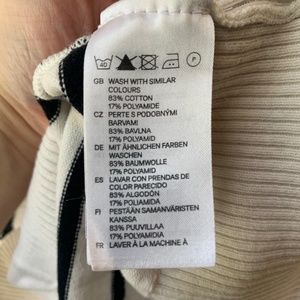 40 P
GB WASH WITH SIMILAR
COLOURS
83% COTTON
17% POLYAMIDE
CZ PERTE S PODOBNÝMI
BARVAMI
83% BAVLNA
17% POLYAMID
DE MIT ÄHNLICHEN FARBEN
WASCHEN
83% BAUMWOLLE
17% POLYAMID
ES LAVAR CON PRENDAS DE
COLOR PARECIDO
83% ALGODÓN
17% POLIAMIDA
FI PESTÄÄN SAMANVÄRISTEN
KANSSA
83% PUUVILLAA
17% POLYAMIDIA
FR LAVER À LA MACHINE À